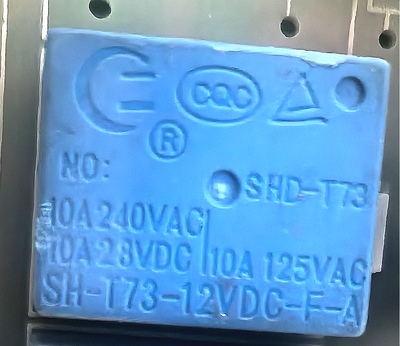 CQC
®
NO:
SHD-T73
10A 240VAC
10A 28VDC 10A 125VAC
SH-T73-12VDC-F-A